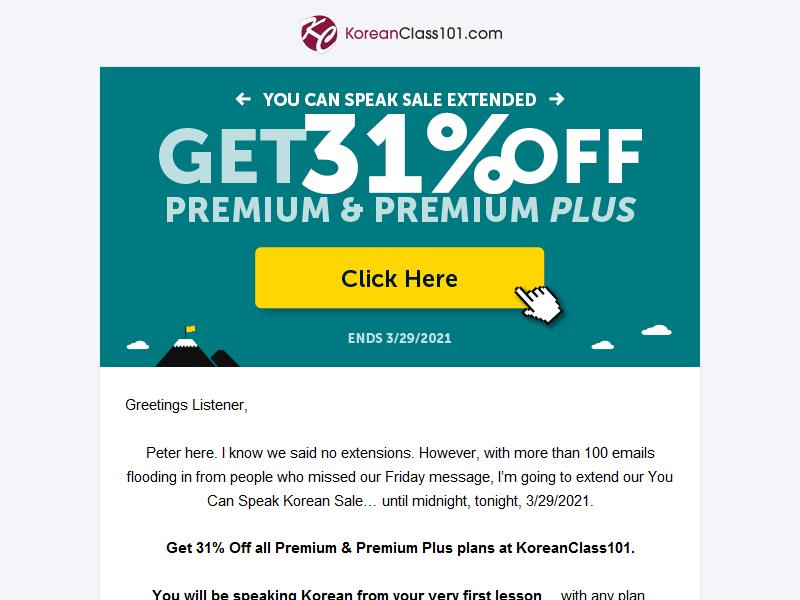 KoreanClass101.com
← YOU CAN SPEAK SALE EXTENDED →
GET 31% OFF
PREMIUM & PREMIUM PLUS
Click Here
ENDS 3/29/2021
Greetings Listener,
Peter here. I know we said no extensions. However, with more than 100 emails
flooding in from people who missed our Friday message, I’m going to extend our You
Can Speak Korean Sale… until midnight, tonight, 3/29/2021.
Get 31% Off all Premium & Premium Plus plans at KoreanClass101.
You will be speaking Korean from your very first lesson with any plan